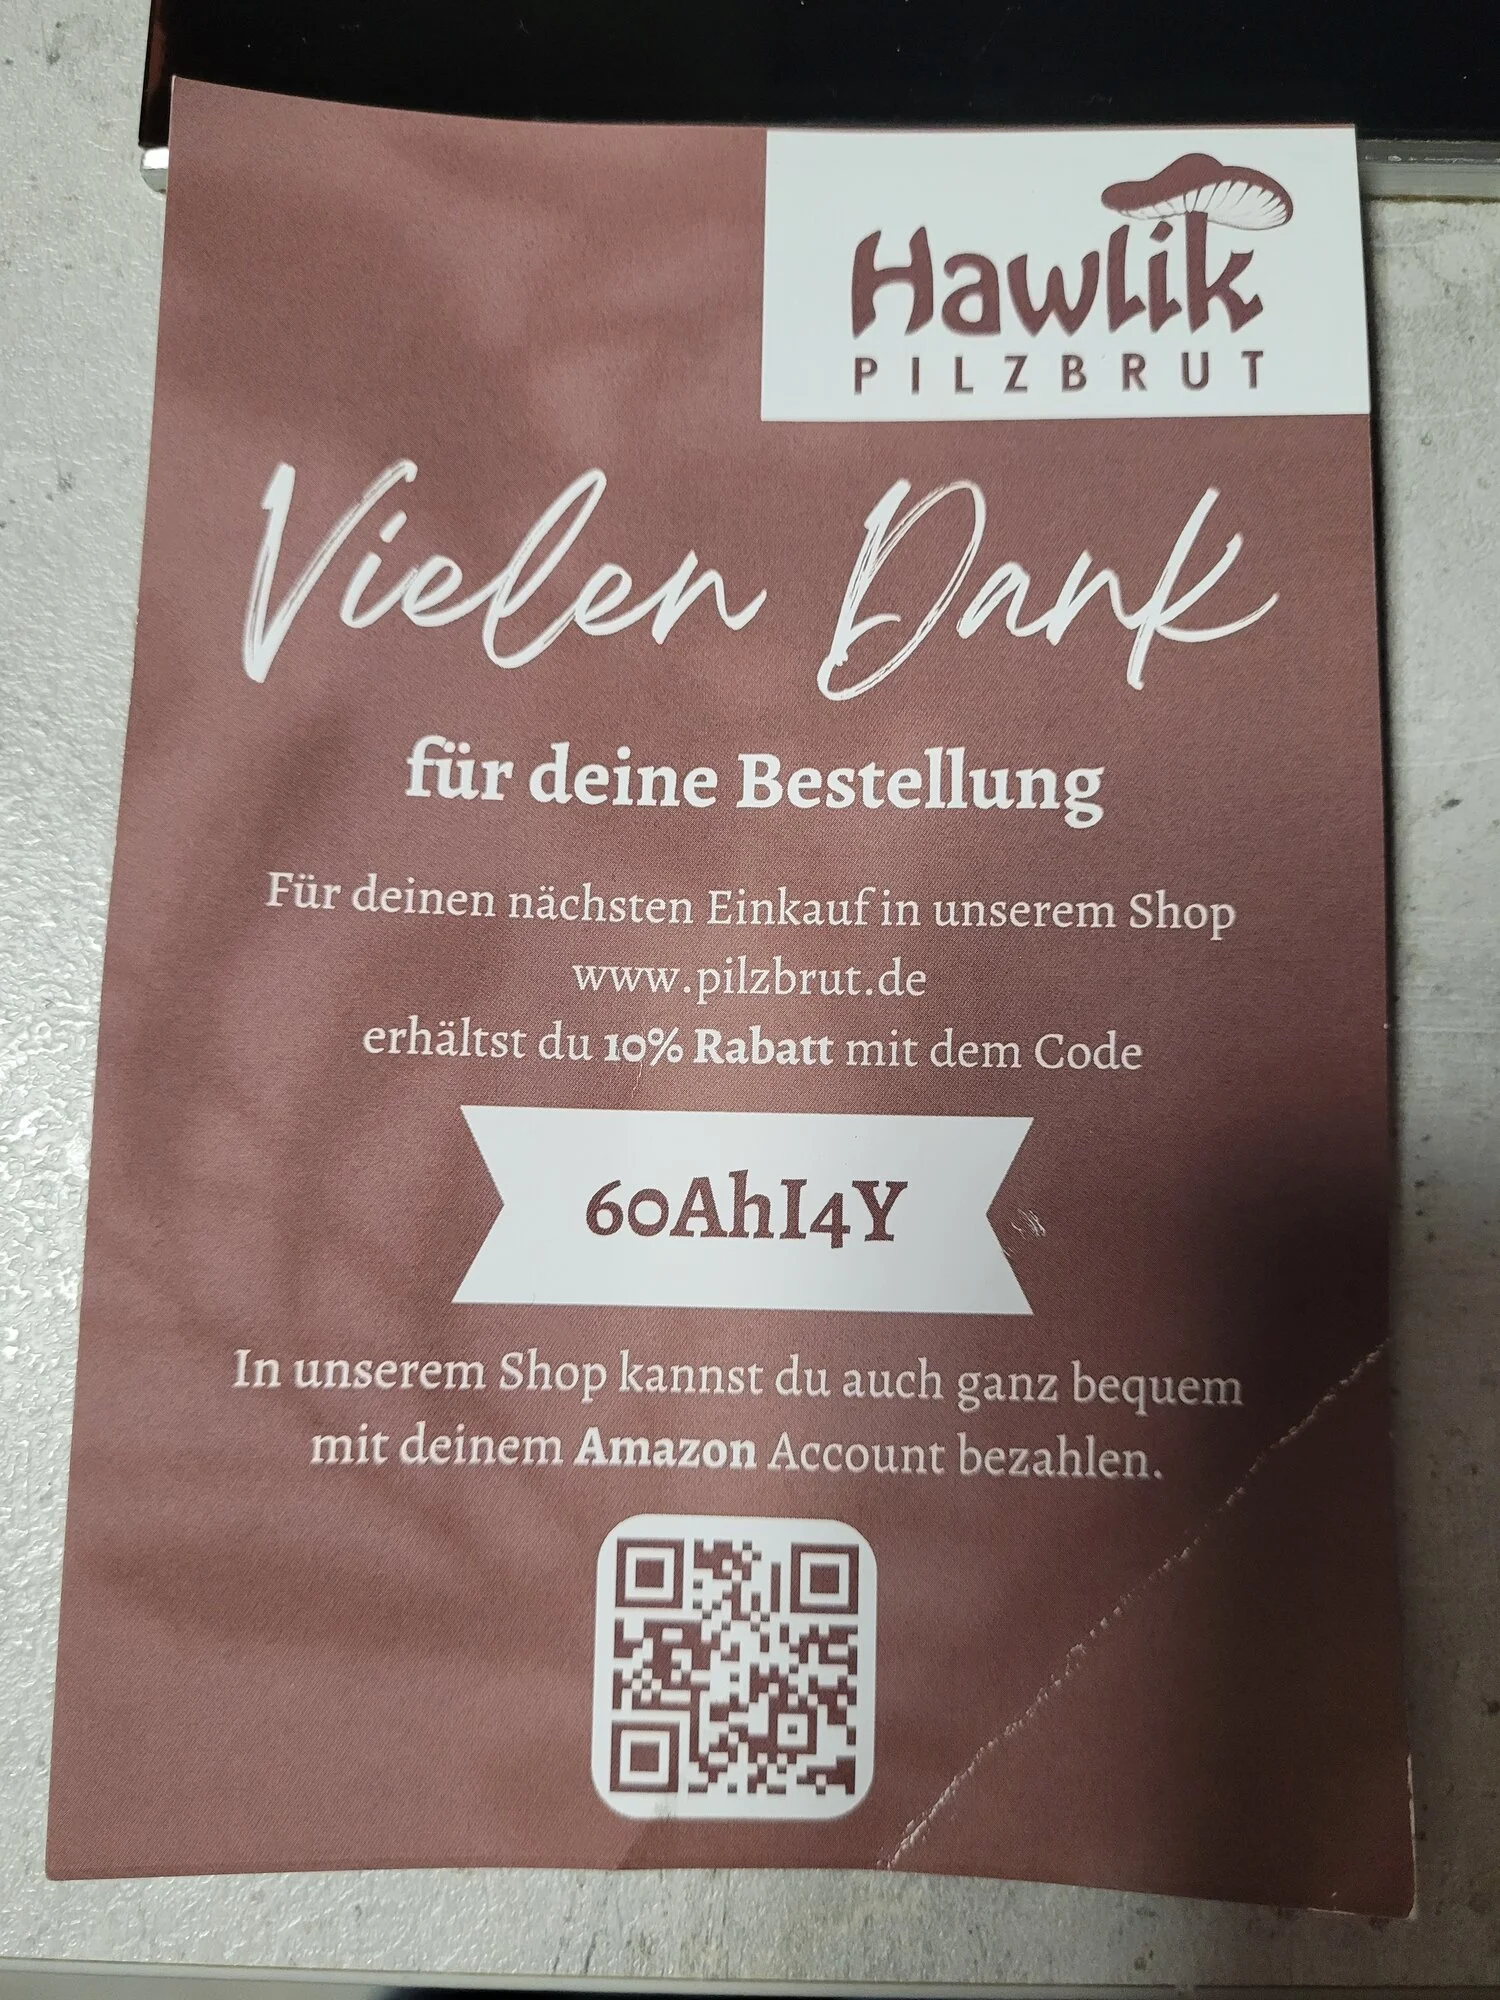 Hawlik
PILZBRUT
Vielen Dank
für deine Bestellung
Für deinen nächsten Einkauf in unserem Shop
www.pilzbrut.de
erhältst du 10% Rabatt mit dem Code
60AhI4Y
In unserem Shop kannst du auch ganz bequem
mit deinem Amazon Account bezahlen.